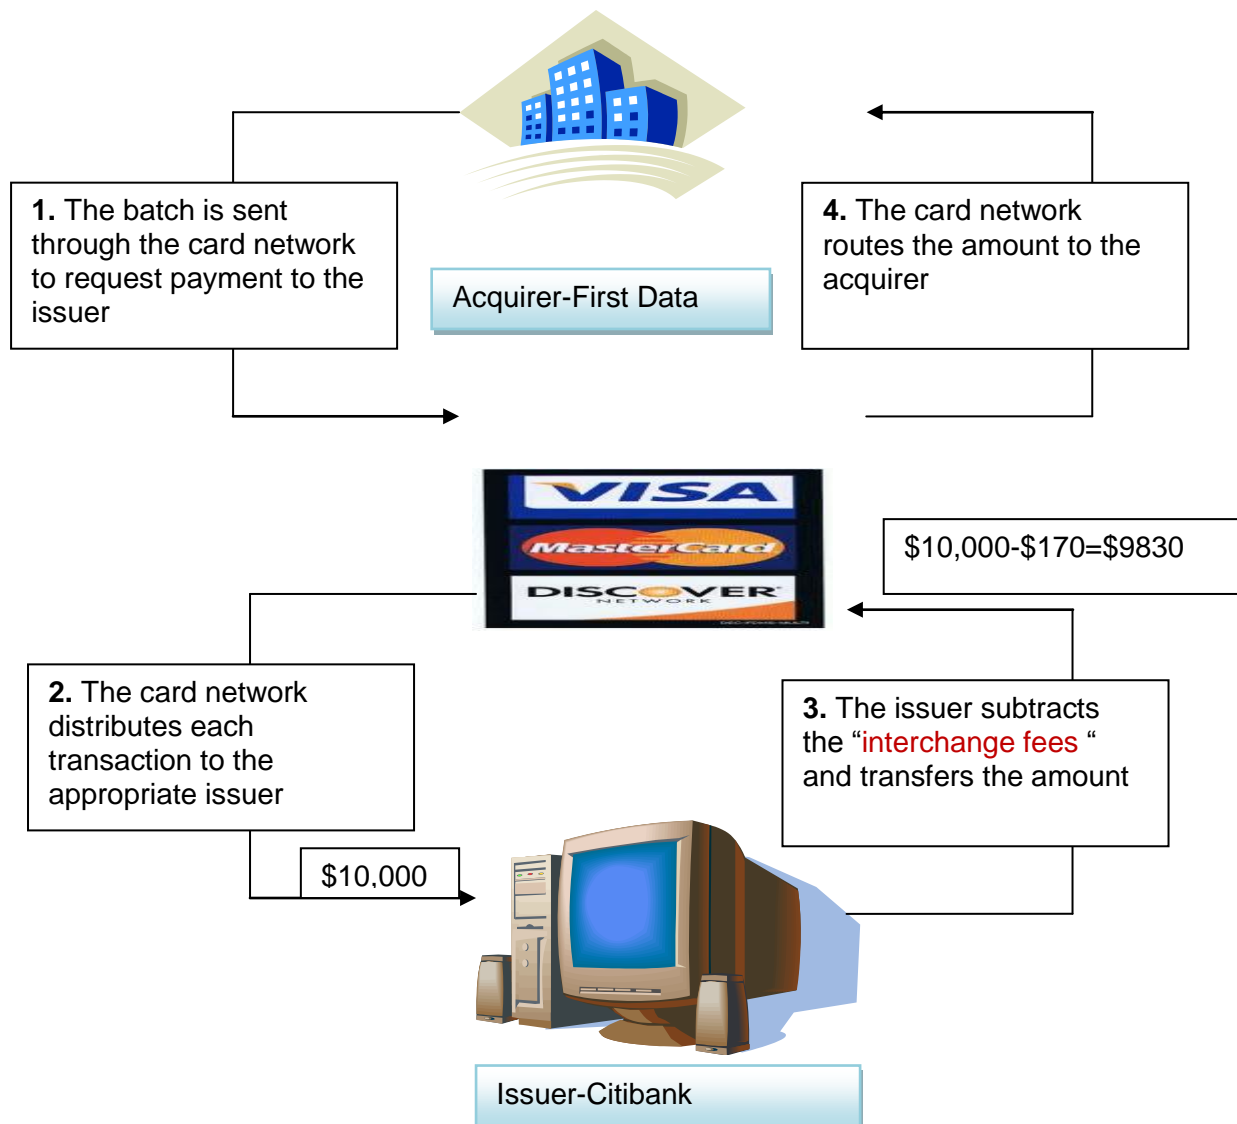 1. The batch is sent
through the card network
to request payment to the
issuer
4. The card network
routes the amount to the
acquirer
Acquirer-First Data
VISA
MasterCard
DISCOVER
NETWORK
$10,000-$170=$9830
2. The card network
distributes each
transaction to the
appropriate issuer
3. The issuer subtracts
the “interchange fees “
and transfers the amount
$10,000
Issuer-Citibank